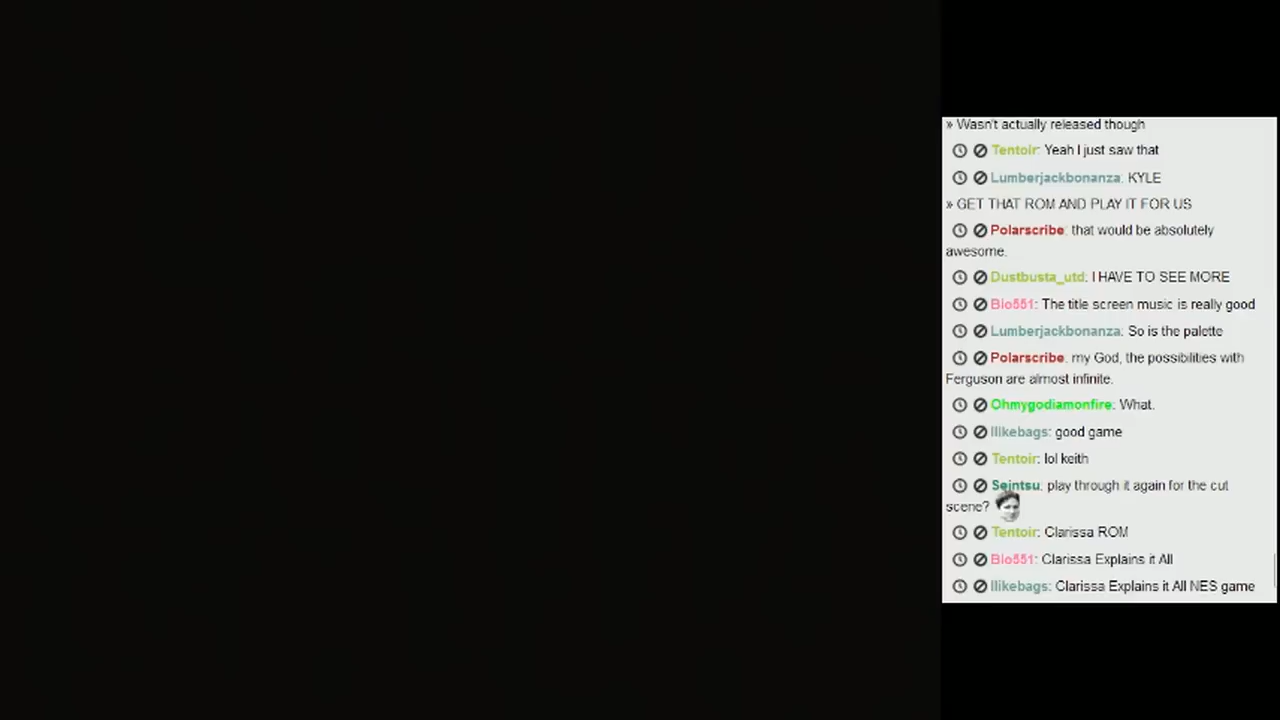 » Wasn't actually released though
Tentoir: Yeah I just saw that
Lumberjackbonanza: KYLE
» GET THAT ROM AND PLAY IT FOR US
Polarscribe: that would be absolutely
awesome.
Dustbusta_utd: I HAVE TO SEE MORE
Bio551: The title screen music is really good
Lumberjackbonanza: So is the palette
Polarscribe: my God, the possibilities with
Ferguson are almost infinite.
Ohmygodiamonfire: What.
Ilikebags: good game
Tentoir: lol keith
Seintsu: play through it again for the cut
scene?
Tentoir: Clarissa ROM
Bio551: Clarissa Explains it All
Ilikebags: Clarissa Explains it All NES game